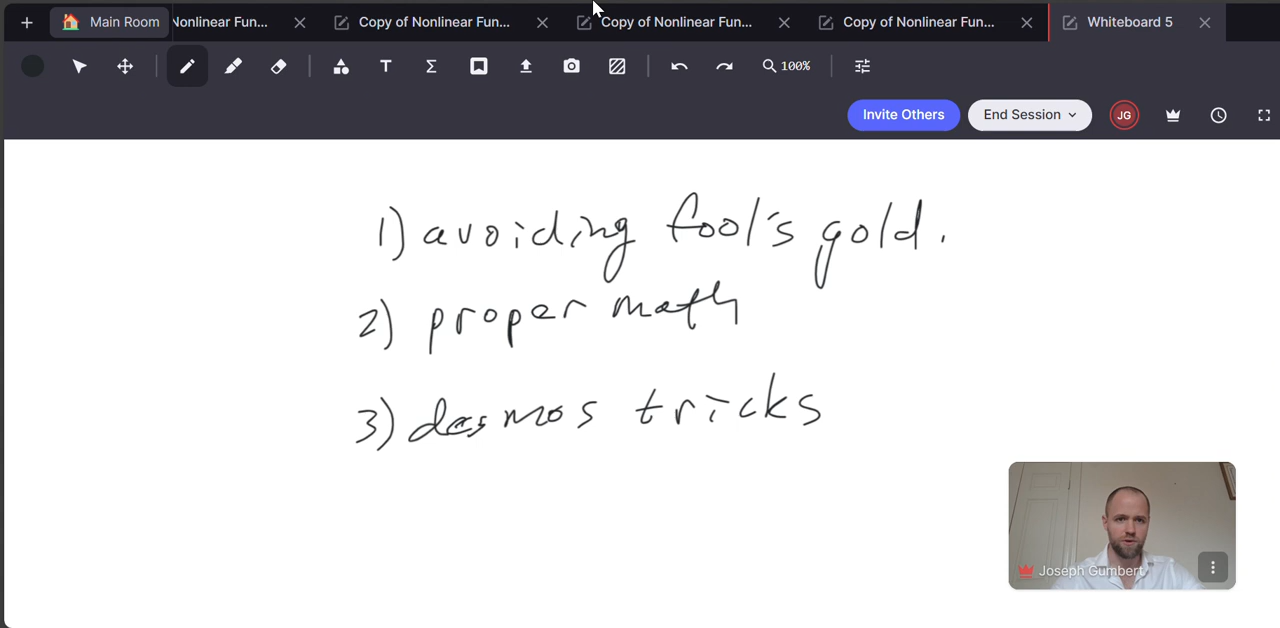 Main Room
Nonlinear Fun...
Copy of Nonlinear Fun...
Copy of Nonlinear Fun...
Copy of Nonlinear Fun...
Whiteboard 5
100%
Invite Others
End Session
JG
1) avoiding fool's gold.
2) proper math
3) desmos tricks
Joseph Gumbert